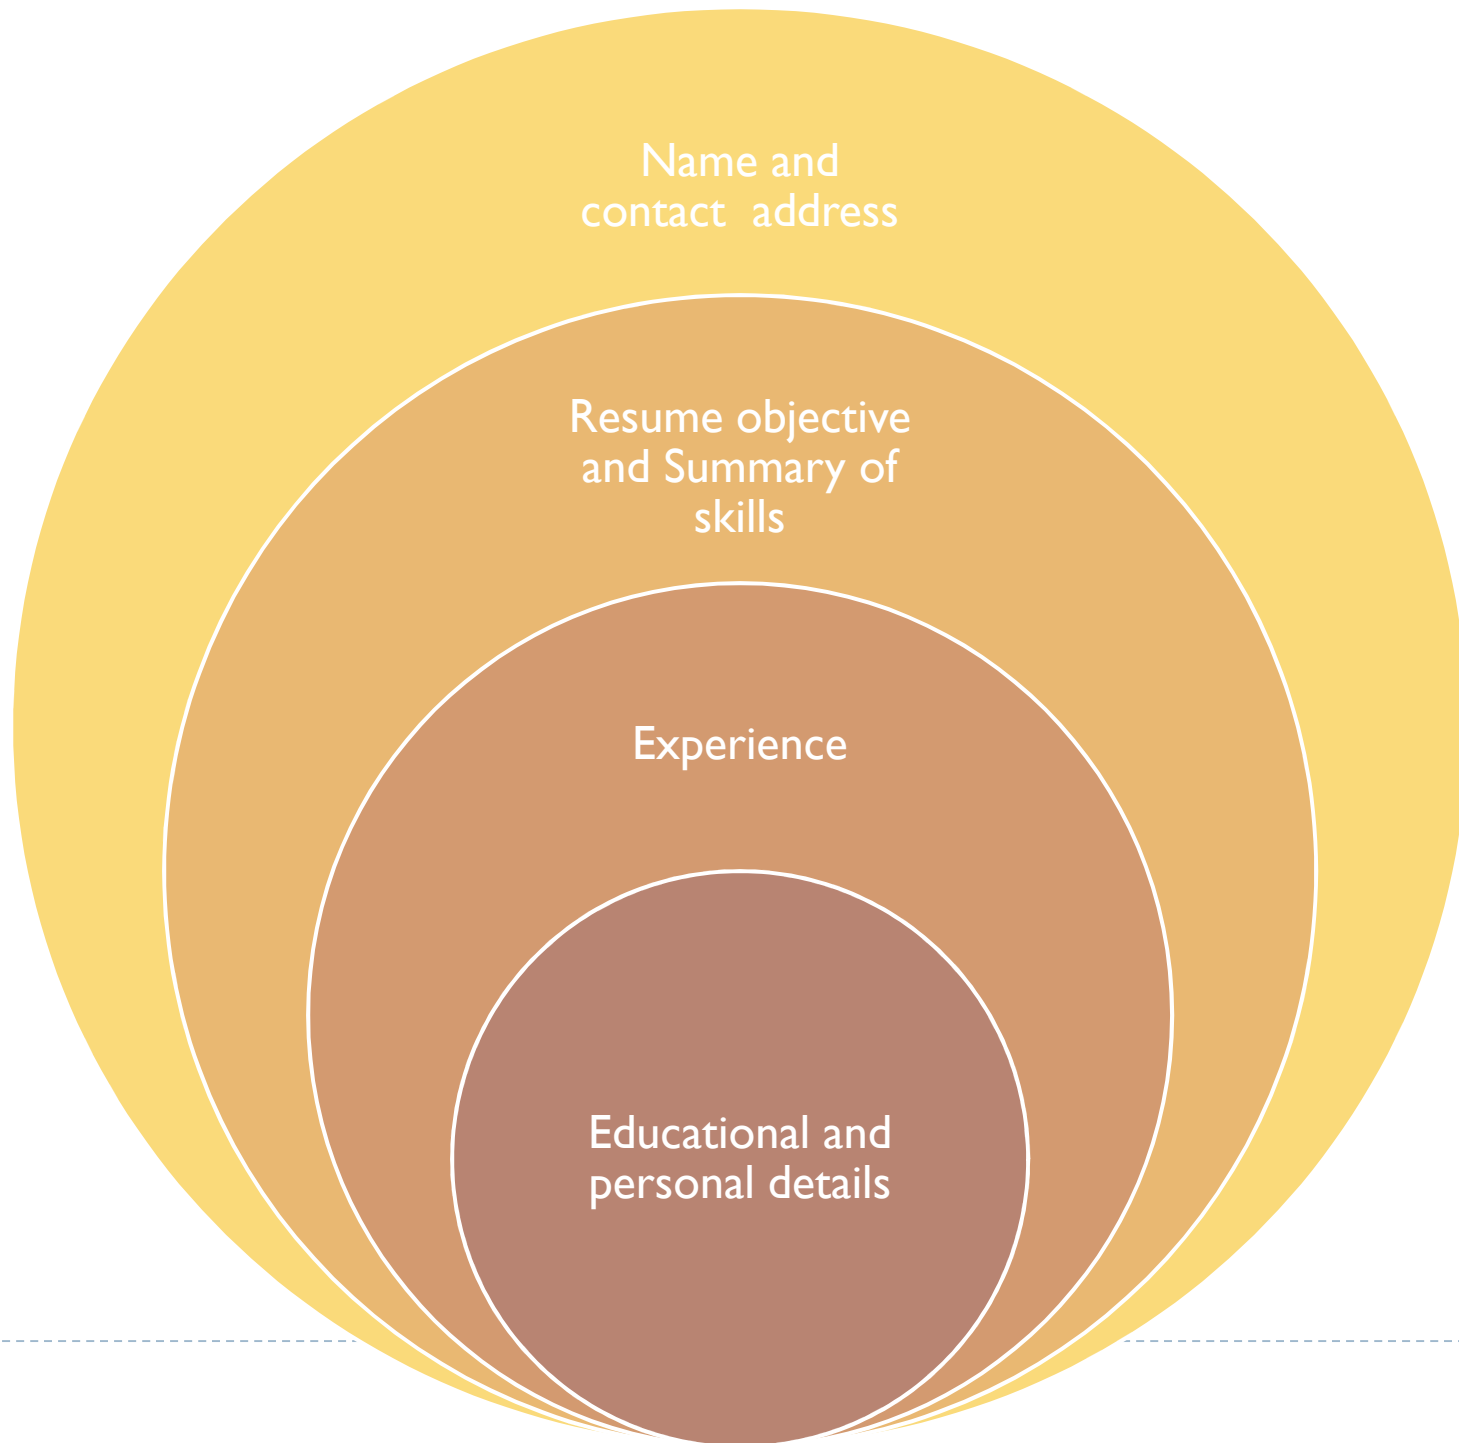 Name and
contact  address
Resume objective
and Summary of
skills
Experience
Educational and
personal details